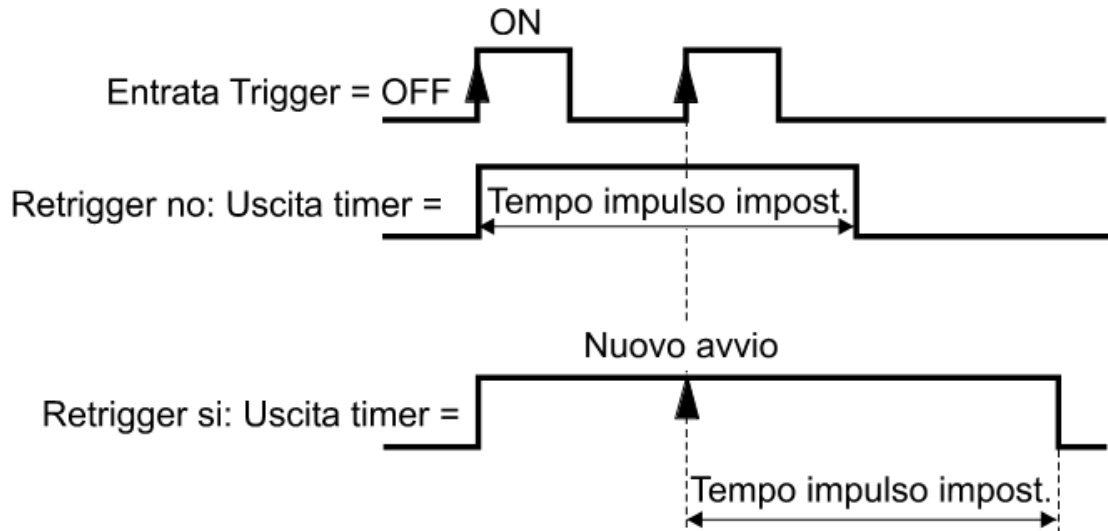 ON
Entrata Trigger = OFF
Retrigger no: Uscita timer =
Tempo impulso impost.
Nuovo avvio
Retrigger si: Uscita timer =
Tempo impulso impost.